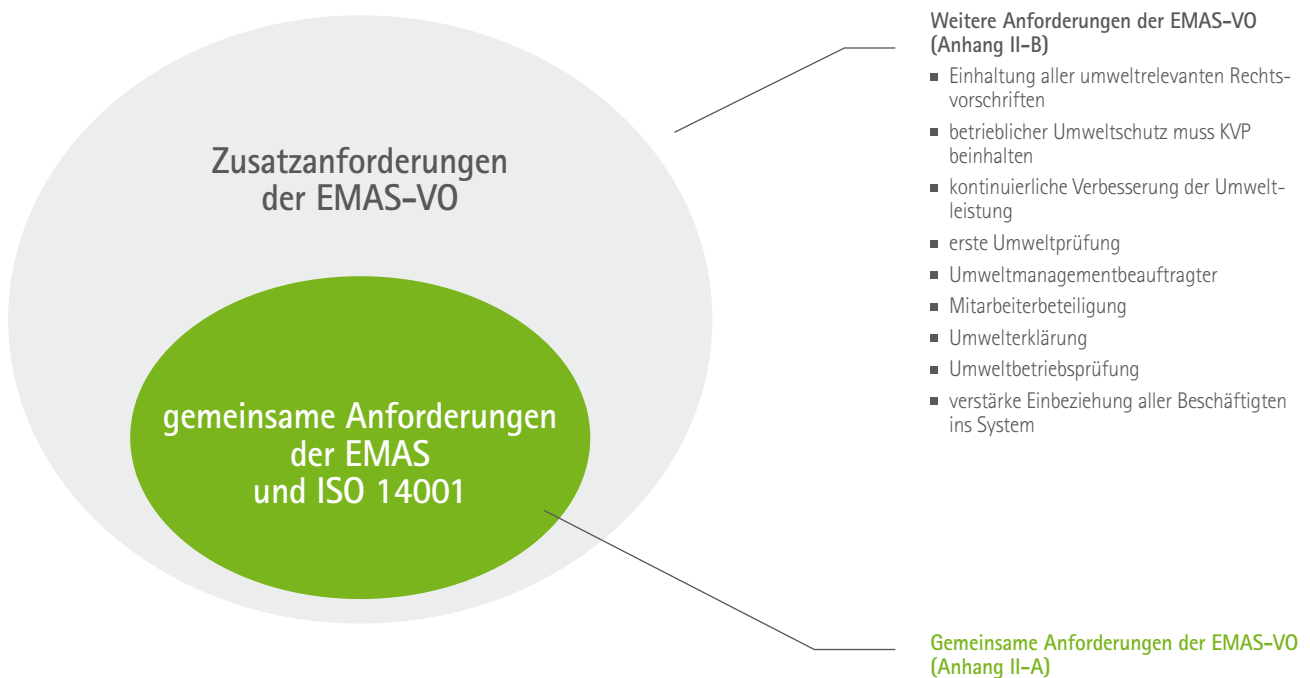 Zusatzanforderungen
der EMAS-VO
gemeinsame Anforderungen
der EMAS
und ISO 14001
Weitere Anforderungen der EMAS-VO
(Anhang II-B)
▪ Einhaltung aller umweltrelevanten Rechts-
vorschriften
▪ betrieblicher Umweltschutz muss KVP
beinhalten
▪ kontinuierliche Verbesserung der Umwelt-
leistung
▪ erste Umweltprüfung
▪ Umweltmanagementbeauftragter
▪ Mitarbeiterbeteiligung
▪ Umwelterklärung
▪ Umweltbetriebsprüfung
▪ verstärke Einbeziehung aller Beschäftigten
ins System
Gemeinsame Anforderungen der EMAS-VO
(Anhang II-A)